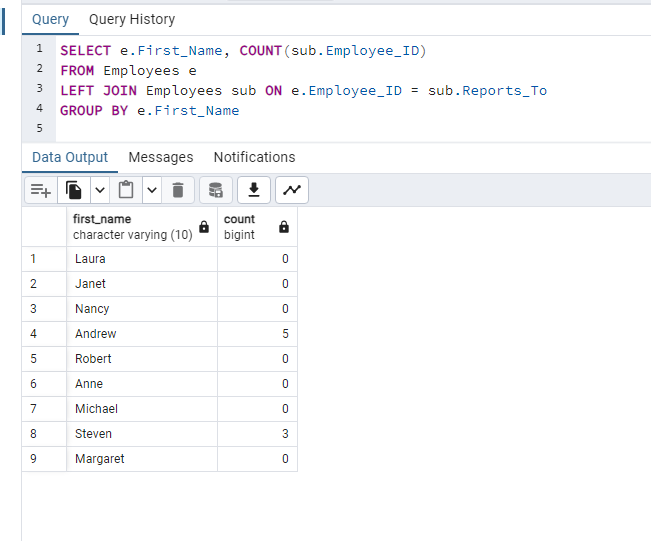 Query Query History
1 SELECT e.First_Name, COUNT(sub.Employee_ID)
2 FROM Employees e
3 LEFT JOIN Employees sub ON e.Employee_ID = sub.Reports_To
4 GROUP BY e.First_Name
5
Data Output Messages Notifications
first_name count
character varying (10) bigint
1 Laura 0
2 Janet 0
3 Nancy 0
4 Andrew 5
5 Robert 0
6 Anne 0
7 Michael 0
8 Steven 3
9 Margaret 0